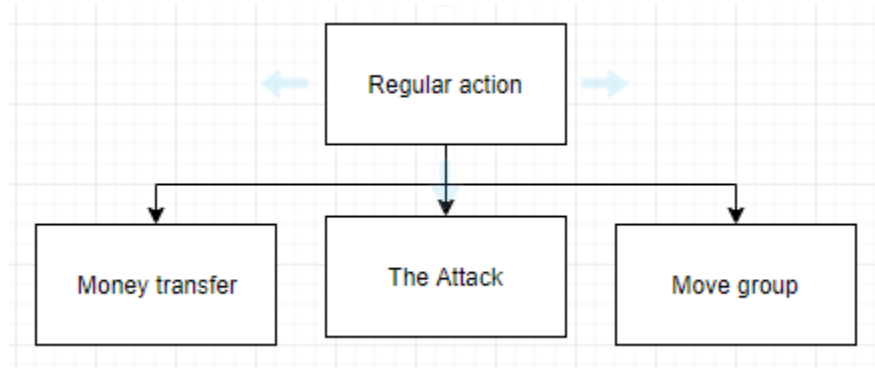 Regular action
Money transfer
The Attack
Move group